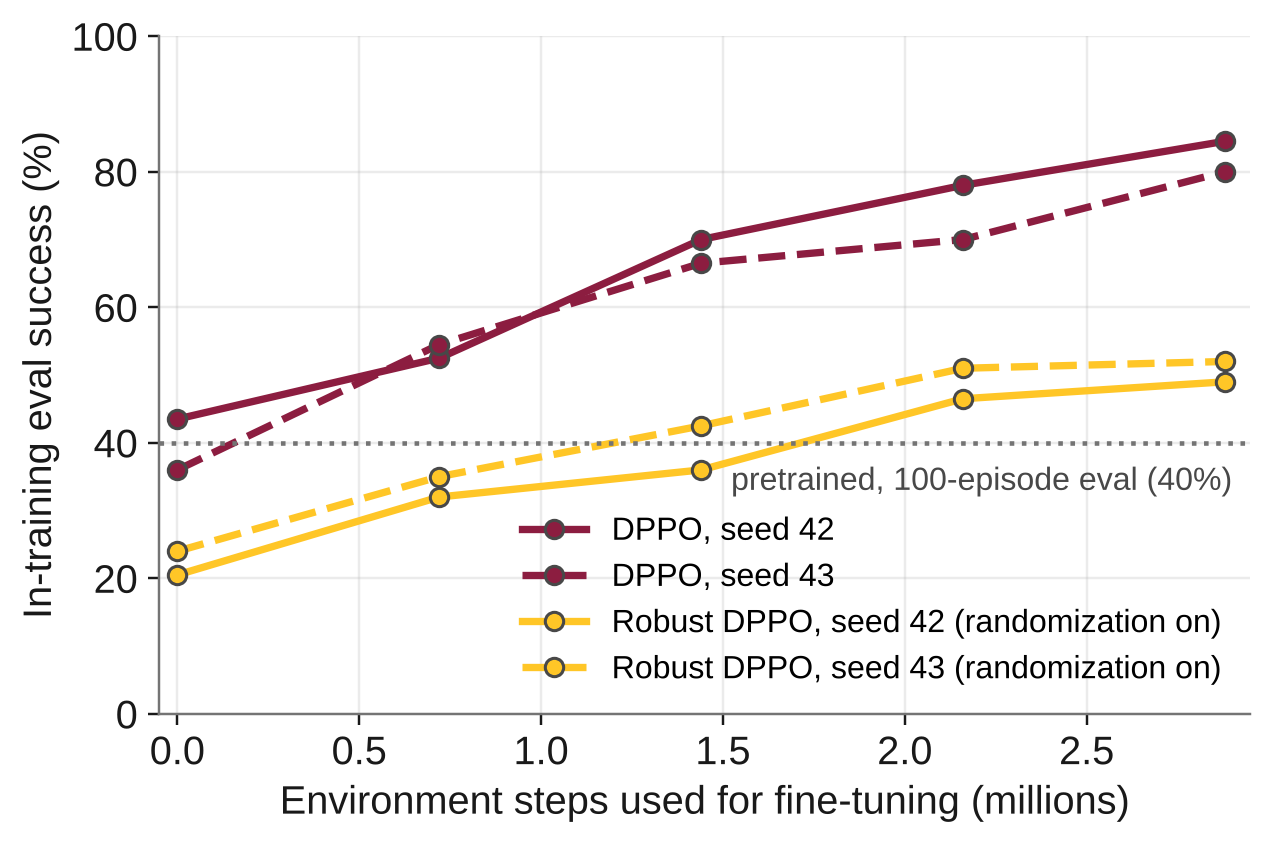 In-training eval success (%)
100
80
60
40
20
0
pretrained, 100-episode eval (40%)
DPPO, seed 42
DPPO, seed 43
Robust DPPO, seed 42 (randomization on)
Robust DPPO, seed 43 (randomization on)
0.0 0.5 1.0 1.5 2.0 2.5
Environment steps used for fine-tuning (millions)